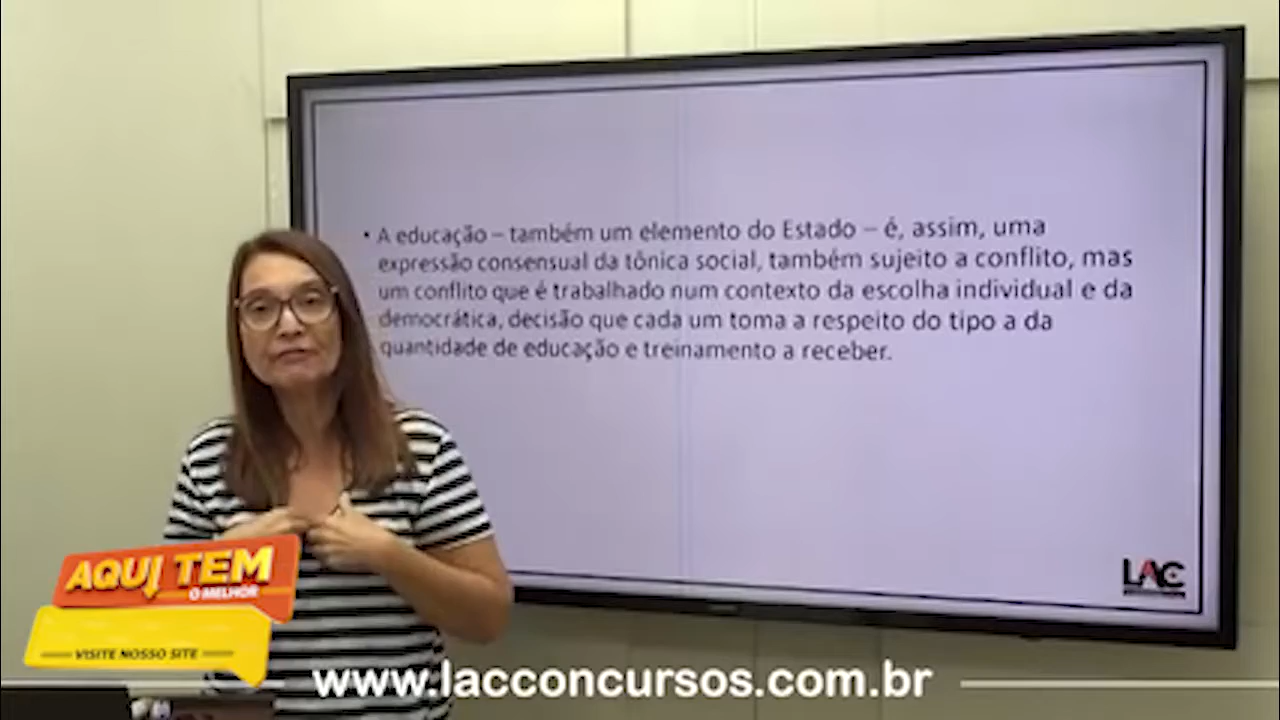 • A educação – também um elemento do Estado – é, assim, uma
expressão consensual da tônica social, também sujeito a conflito, mas
um conflito que é trabalhado num contexto da escolha individual e da
democrática, decisão que cada um toma a respeito do tipo a da
quantidade de educação e treinamento a receber.
LAC
AQUI TEM
O MELHOR
VISITE NOSSO SITE
www.lacconcursos.com.br